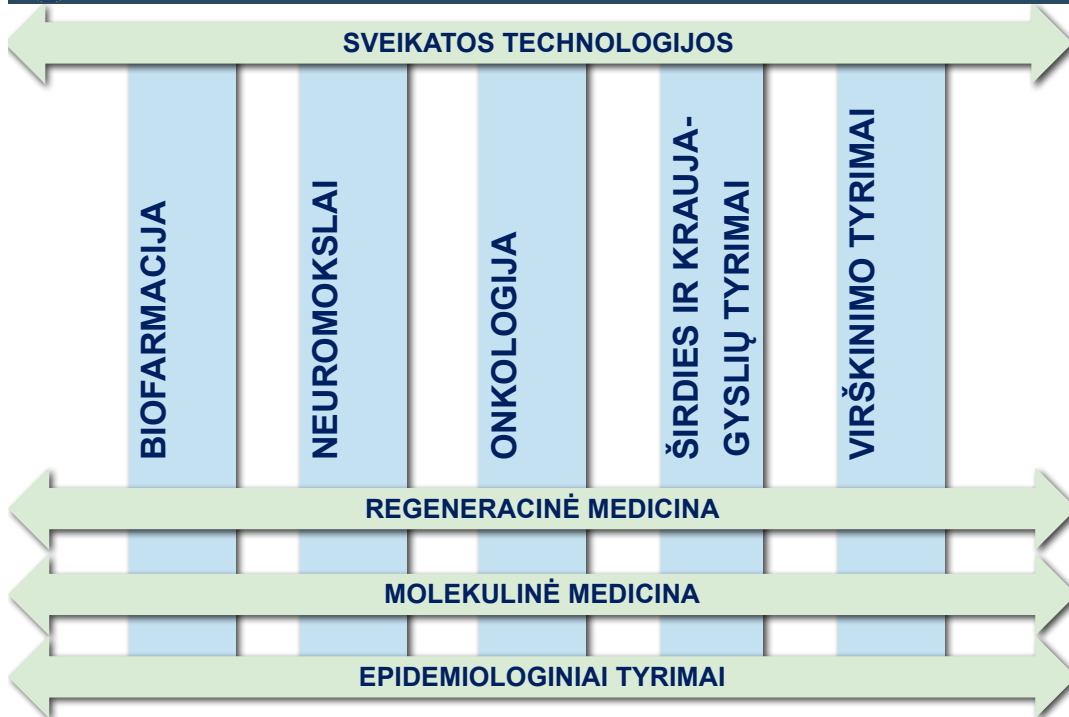 SVEIKATOS TECHNOLOGIJOS
BIOFARMACIJA
NEUROMOKSLAI
ONKOLOGIJA
ŠIRDIES IR KRAUJA-
GYSLIŲ TYRIMAI
VIRŠKINIMO TYRIMAI
REGENERACINĖ MEDICINA
MOLEKULINĖ MEDICINA
EPIDEMIOLOGINIAI TYRIMAI